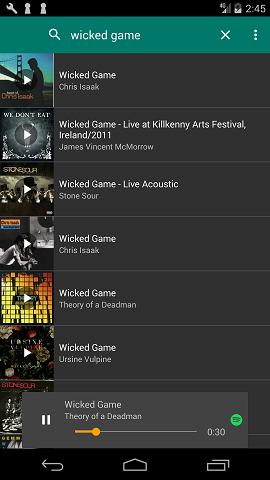 4G
2:45
wicked game
Wicked Game
Chris Isaak
Wicked Game - Live at Killkenny Arts Festival,
Ireland/2011
James Vincent McMorrow
Wicked Game - Live Acoustic
Stone Sour
Wicked Game
Chris Isaak
Wicked Game
Theory of a Deadman
Wicked Game
Ursine Vulpine
Wicked Game
Theory of a Deadman
0:30
Chris Isaak
WE DON'T EAT
STONE SOUR
Chris Isaak
THEORY
URSINE
VULPINE
STONE SOUR